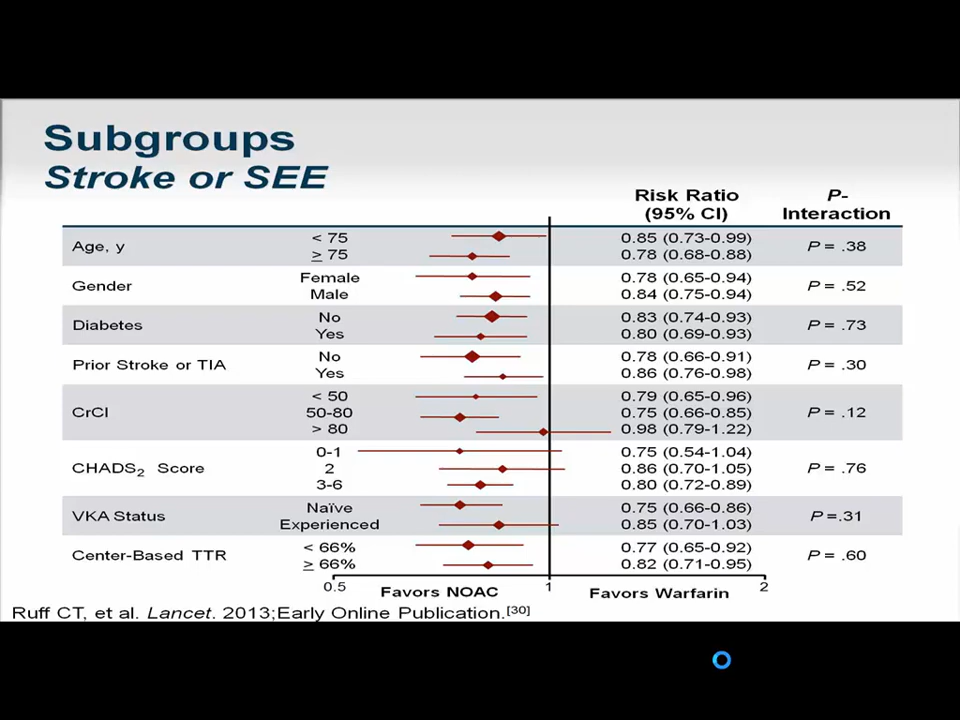 Subgroups
Stroke or SEE
Risk Ratio (95% CI) P-Interaction
Age, y < 75 0.85 (0.73-0.99) P = .38
≥ 75 0.78 (0.68-0.88)
Gender Female 0.78 (0.65-0.94) P = .52
Male 0.84 (0.75-0.94)
Diabetes No 0.83 (0.74-0.93) P = .73
Yes 0.80 (0.69-0.93)
Prior Stroke or TIA No 0.78 (0.66-0.91) P = .30
Yes 0.86 (0.76-0.98)
CrCl < 50 0.79 (0.65-0.96)
50-80 0.75 (0.66-0.85) P = .12
> 80 0.98 (0.79-1.22)
0-1 0.75 (0.54-1.04)
CHADS₂ Score 2 0.86 (0.70-1.05) P = .76
3-6 0.80 (0.72-0.89)
VKA Status Naïve 0.75 (0.66-0.86) P =.31
Experienced 0.85 (0.70-1.03)
Center-Based TTR < 66% 0.77 (0.65-0.92) P = .60
≥ 66% 0.82 (0.71-0.95)
0.5 1 2
Favors NOAC Favors Warfarin
Ruff CT, et al. Lancet. 2013;Early Online Publication.[30]